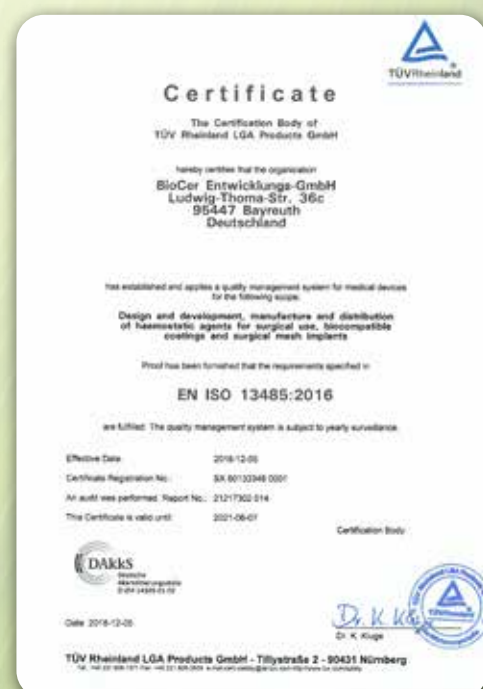 TÜVRheinland
Certificate
The Certification Body of
TÜV Rheinland LGA Products GmbH
hereby certifies that the organization
BioCer Entwicklungs-GmbH
Ludwig-Thoma-Str. 36c
95447 Bayreuth
Deutschland
has established and applies a quality management system for medical devices
for the following scope:
Design and development, manufacture and distribution
of haemostatic agents for surgical use, biocompatible
coatings and surgical mesh implants
Proof has been furnished that the requirements specified in
EN ISO 13485:2016
are fulfilled. The quality management system is subject to yearly surveillance.
Effective Date: 2018-12-05
Certificate Registration No.: SX 60133348 0001
An audit was performed. Report No.: 21217302 014
This Certificate is valid until: 2021-06-07
Certification Body
DAkkS
Deutsche
Akkreditierungsstelle
Date 2018-12-05
Dr. K. Kluge
TÜV Rheinland LGA Products GmbH - Tillystraße 2 - 90431 Nürnberg